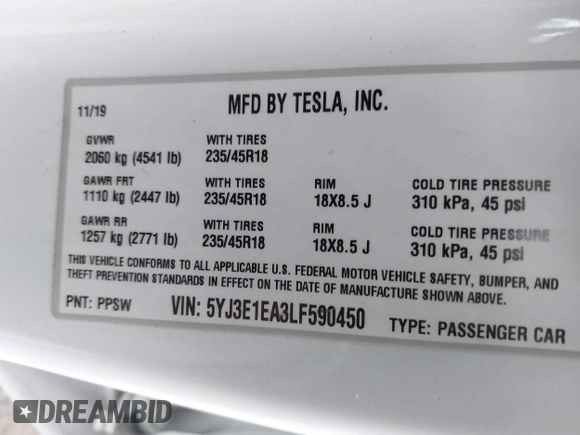 11/19 MFD BY TESLA, INC.
GVWR WITH TIRES
2060 kg (4541 lb) 235/45R18
GAWR FRT WITH TIRES RIM COLD TIRE PRESSURE
1110 kg (2447 lb) 235/45R18 18X8.5 J 310 kPa, 45 psi
GAWR RR WITH TIRES RIM COLD TIRE PRESSURE
1257 kg (2771 lb) 235/45R18 18X8.5 J 310 kPa, 45 psi
THIS VEHICLE CONFORMS TO ALL APPLICABLE U.S. FEDERAL MOTOR VEHICLE SAFETY, BUMPER, AND
THEFT PREVENTION STANDARDS IN EFFECT ON THE DATE OF MANUFACTURE SHOWN ABOVE.
PNT: PPSW VIN: 5YJ3E1EA3LF590450 TYPE: PASSENGER CAR
DREAMBID